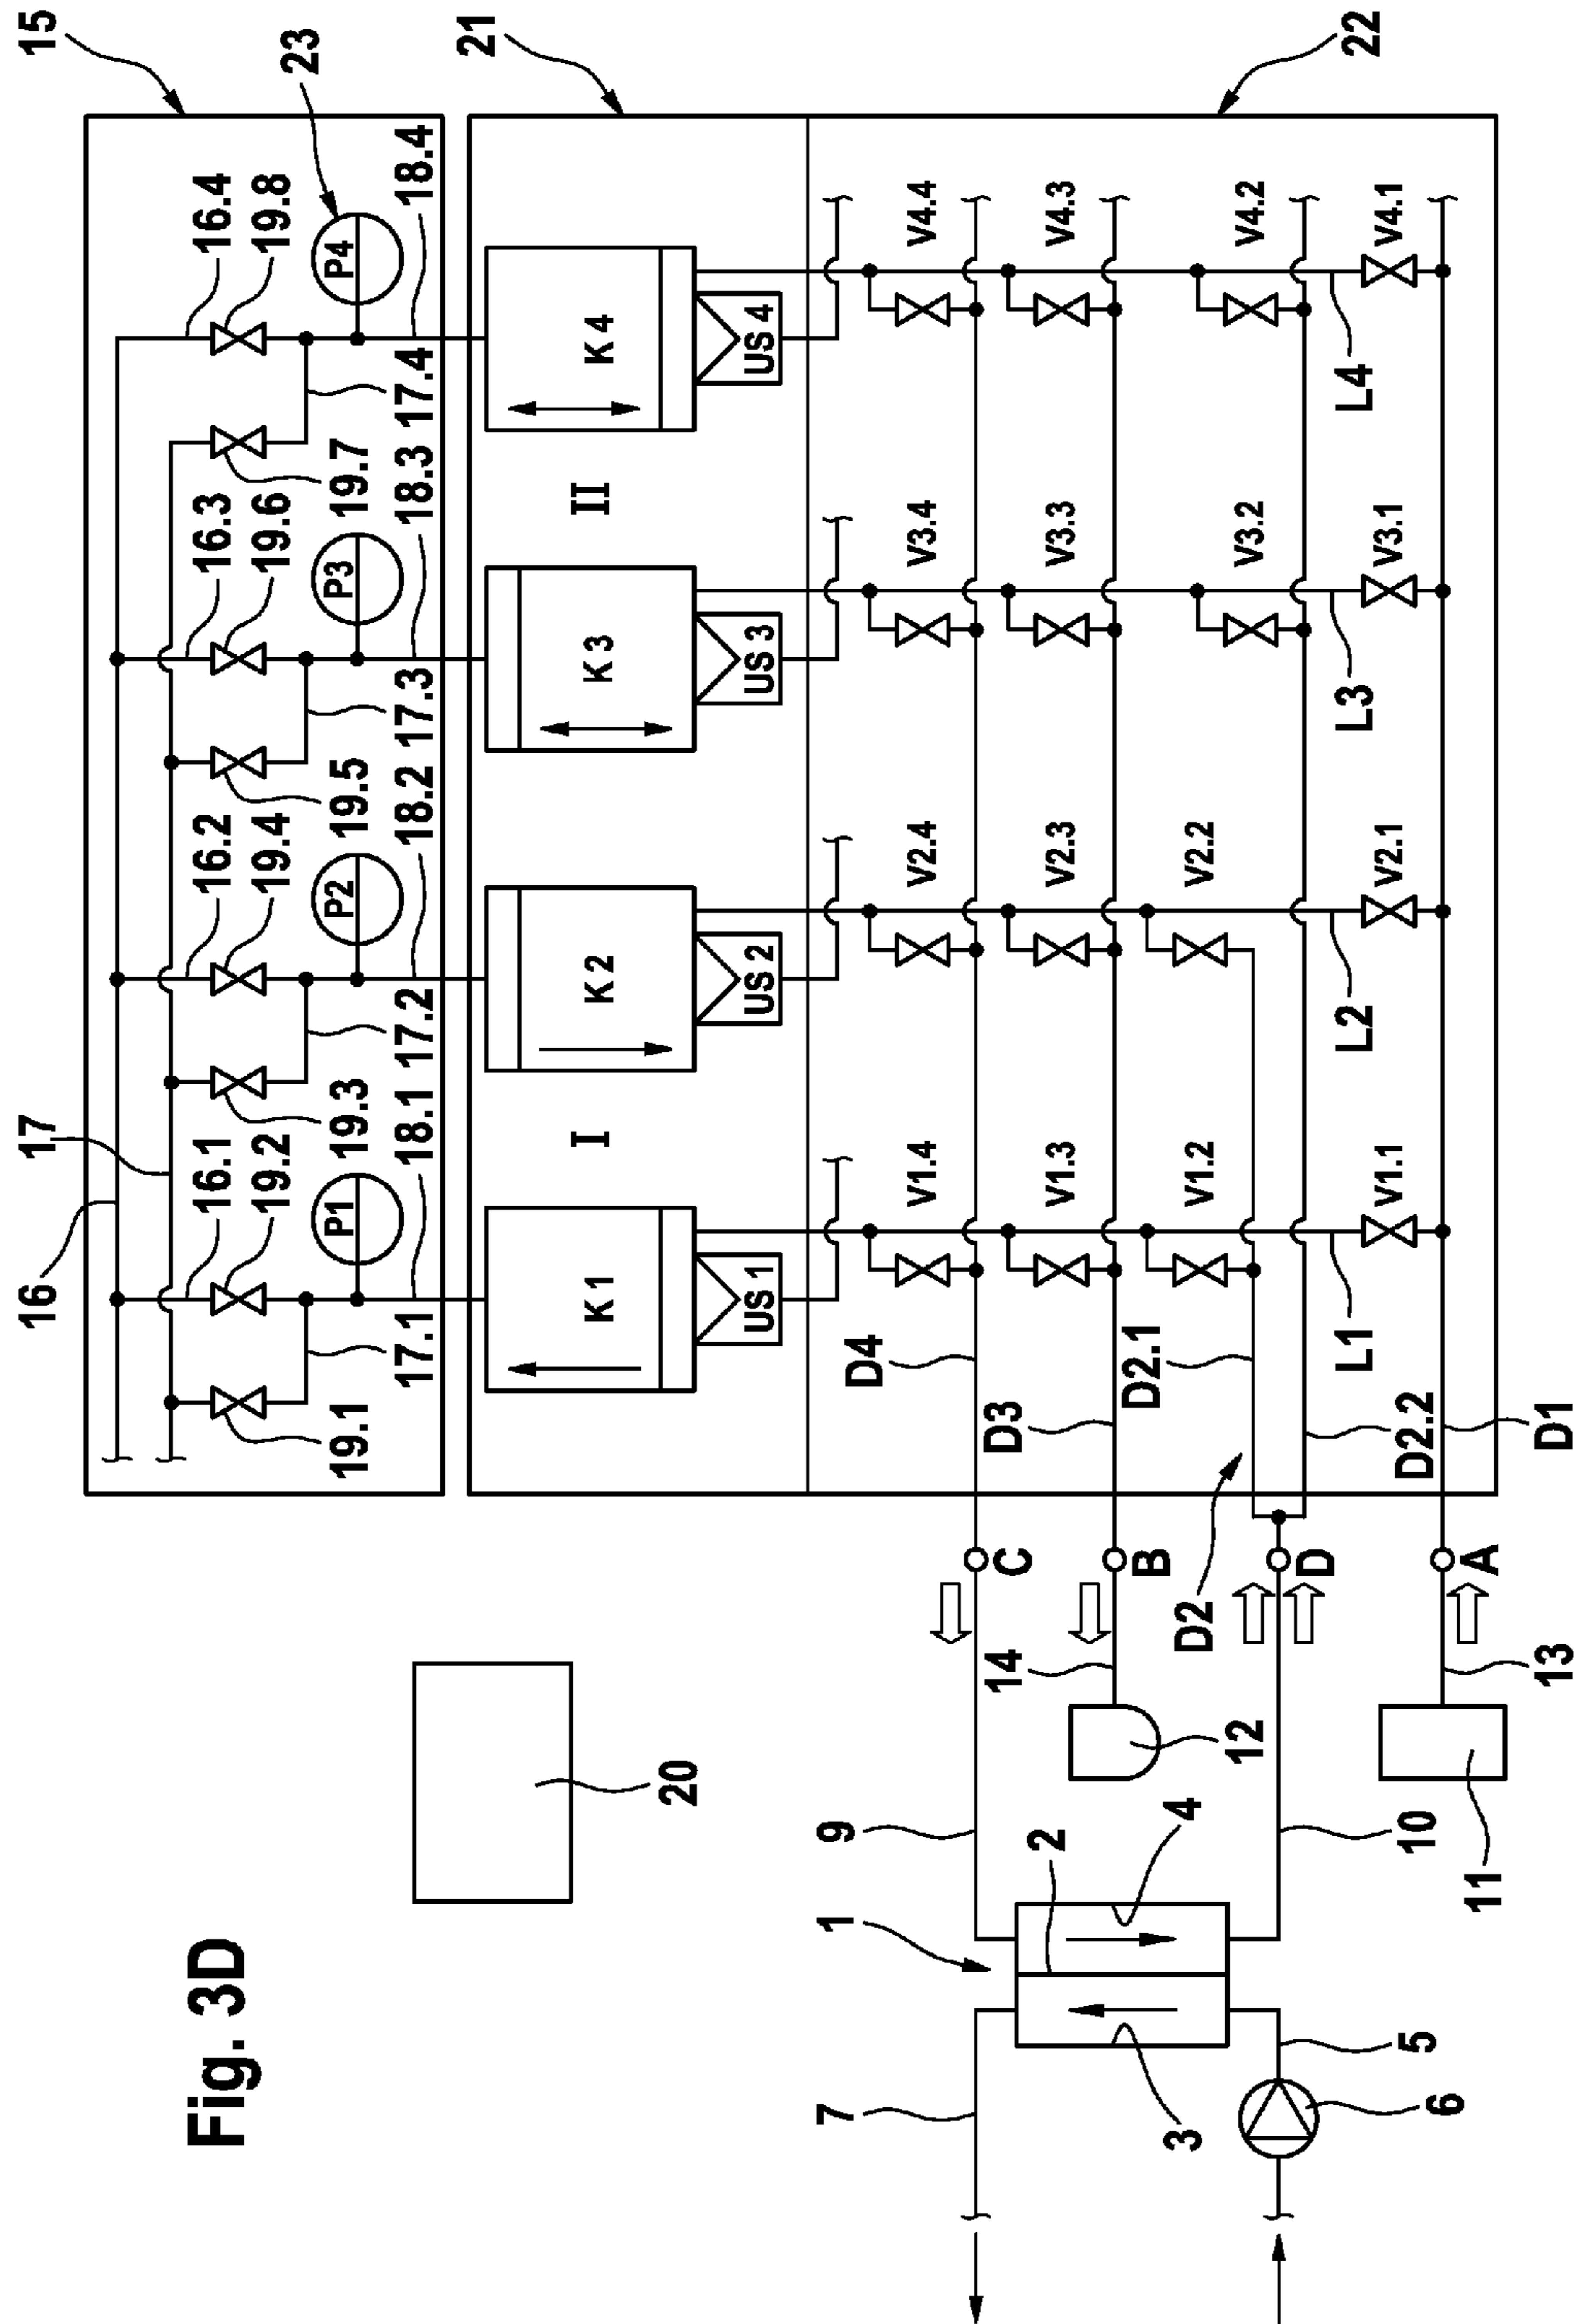 Fig. 3D
15
16
17
23
16.1
16.2
16.3
16.4
19.2
19.4
19.6
19.8
19.1
19.3
19.5
19.7
P1
P2
P3
P4
17.1
18.1
17.2
18.2
17.3
18.3
17.4
18.4
21
20
K 1
I
K 2
K 3
II
K 4
US 1
US 2
US 3
US 4
22
D4
V1.4
V2.4
V3.4
V4.4
7
9
1
C
D3
V1.3
V2.3
V3.3
V4.3
2
14
B
D2.1
3
4
12
D2
D
V1.2
V2.2
V3.2
V4.2
5
10
6
L1
L2
L3
L4
D2.2
V1.1
V2.1
V3.1
V4.1
11
A
13
D1